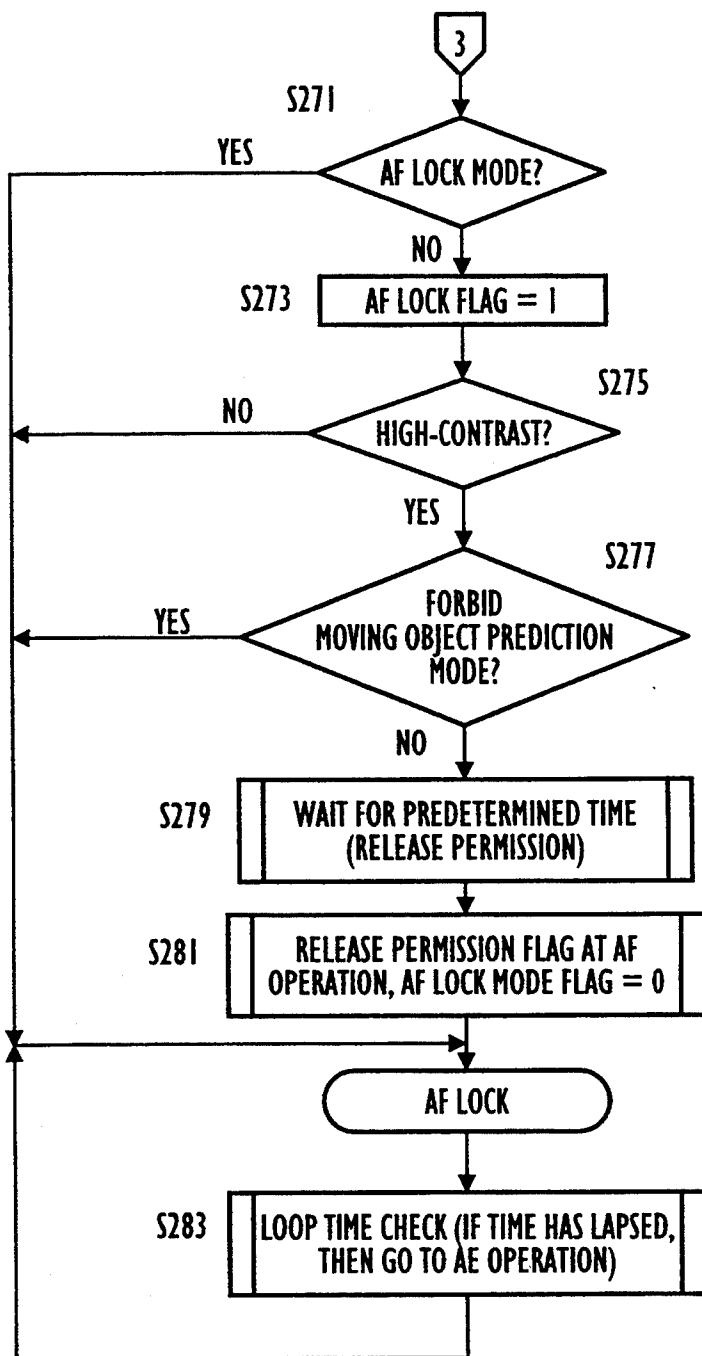 3
S271
YES
AF LOCK MODE?
NO
S273
AF LOCK FLAG = 1
S275
NO
HIGH-CONTRAST?
YES
S277
FORBID
YES
MOVING OBJECT PREDICTION
MODE?
NO
S279
WAIT FOR PREDETERMINED TIME
(RELEASE PERMISSION)
S281
RELEASE PERMISSION FLAG AT AF
OPERATION, AF LOCK MODE FLAG = 0
AF LOCK
S283
LOOP TIME CHECK (IF TIME HAS LAPSED,
THEN GO TO AE OPERATION)